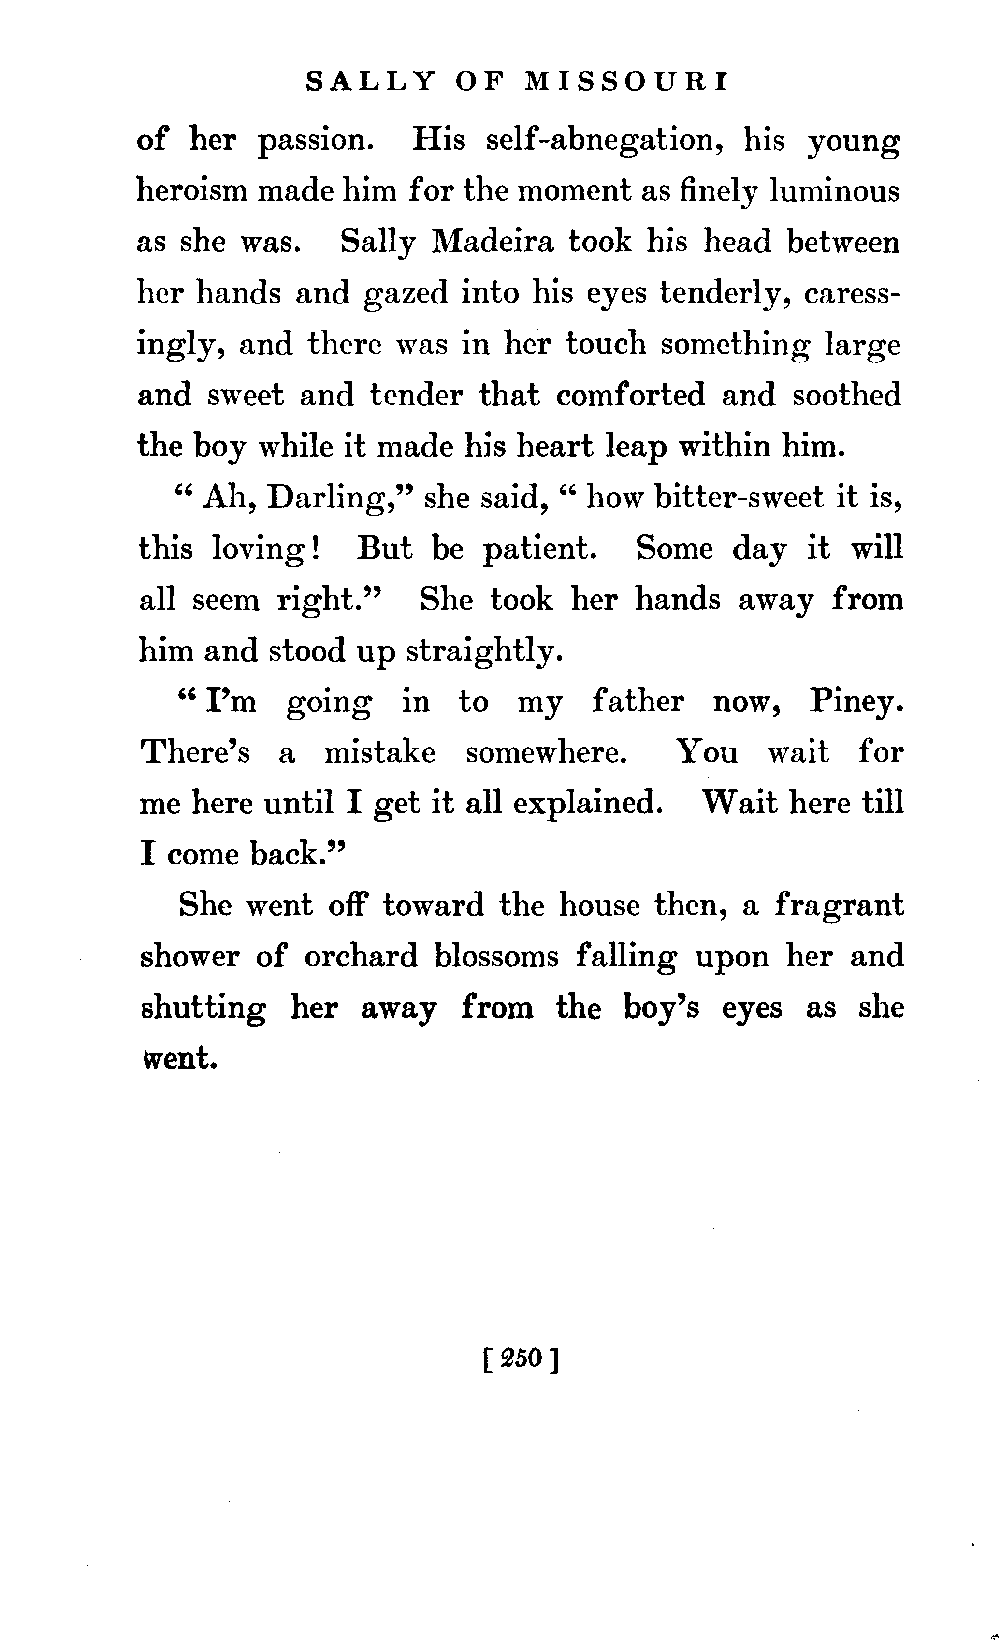 SALLY OF MISSOURI
of her passion. His self-abnegation, his young
heroism made him for the moment as finely luminous
as she was. Sally Madeira took his head between
her hands and gazed into his eyes tenderly, caress-
ingly, and there was in her touch something large
and sweet and tender that comforted and soothed
the boy while it made his heart leap within him.
“ Ah, Darling,” she said, “ how bitter-sweet it is,
this loving! But be patient. Some day it will
all seem right.” She took her hands away from
him and stood up straightly.
“ I’m going in to my father now, Piney.
There’s a mistake somewhere. You wait for
me here until I get it all explained. Wait here till
I come back.”
She went off toward the house then, a fragrant
shower of orchard blossoms falling upon her and
shutting her away from the boy’s eyes as she
went.
[ 250 ]